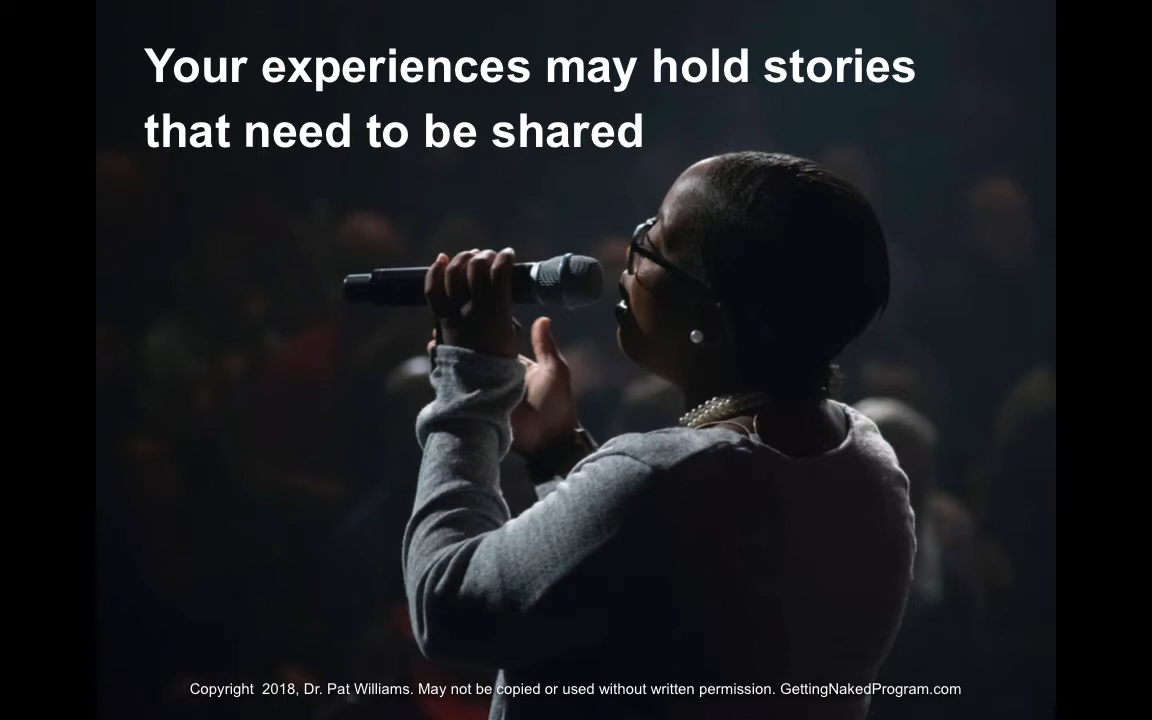 Your experiences may hold stories
that need to be shared
Copyright  2018, Dr. Pat Williams. May not be copied or used without written permission. GettingNakedProgram.com